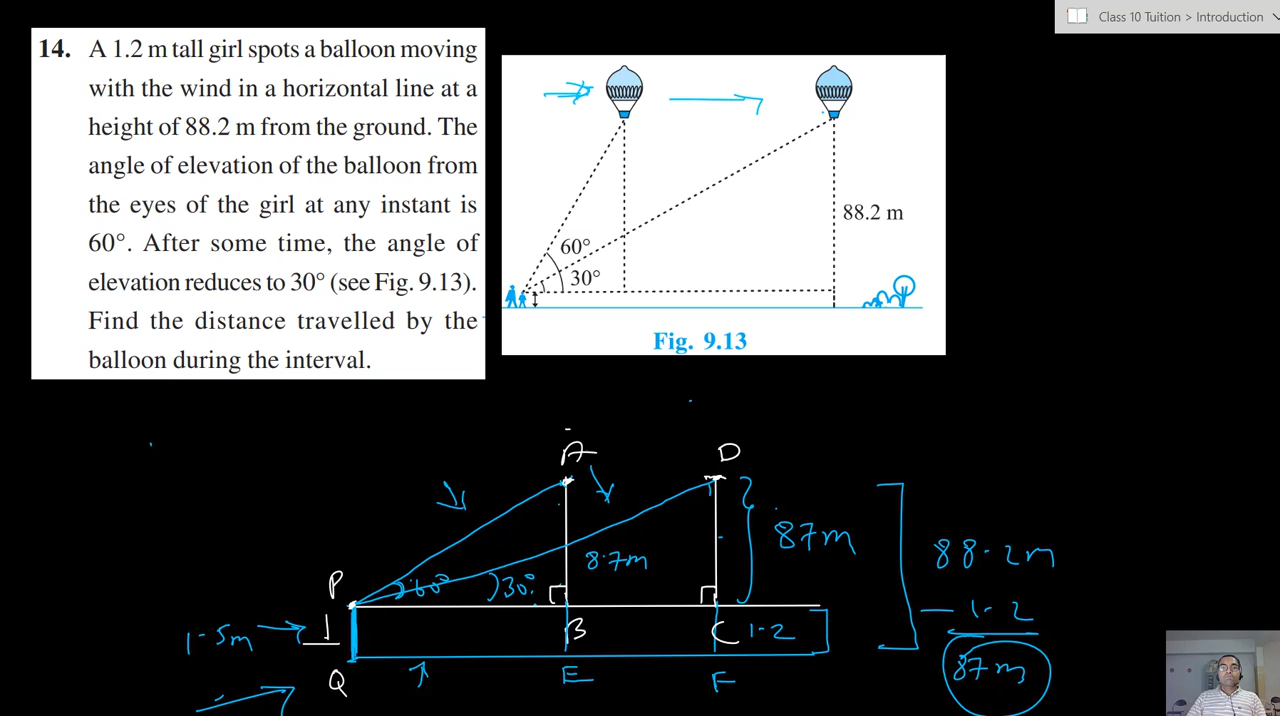 Class 10 Tuition > Introduction
14. A 1.2 m tall girl spots a balloon moving
with the wind in a horizontal line at a
height of 88.2 m from the ground. The
angle of elevation of the balloon from
the eyes of the girl at any instant is
60°. After some time, the angle of
elevation reduces to 30° (see Fig. 9.13).
Find the distance travelled by the
balloon during the interval.
88.2 m
60°
30°
Fig. 9.13
A D
87m
88.2m
8.7m
P 60° 30°
- 1.2
1.5m B C 1.2
87m
Q E F